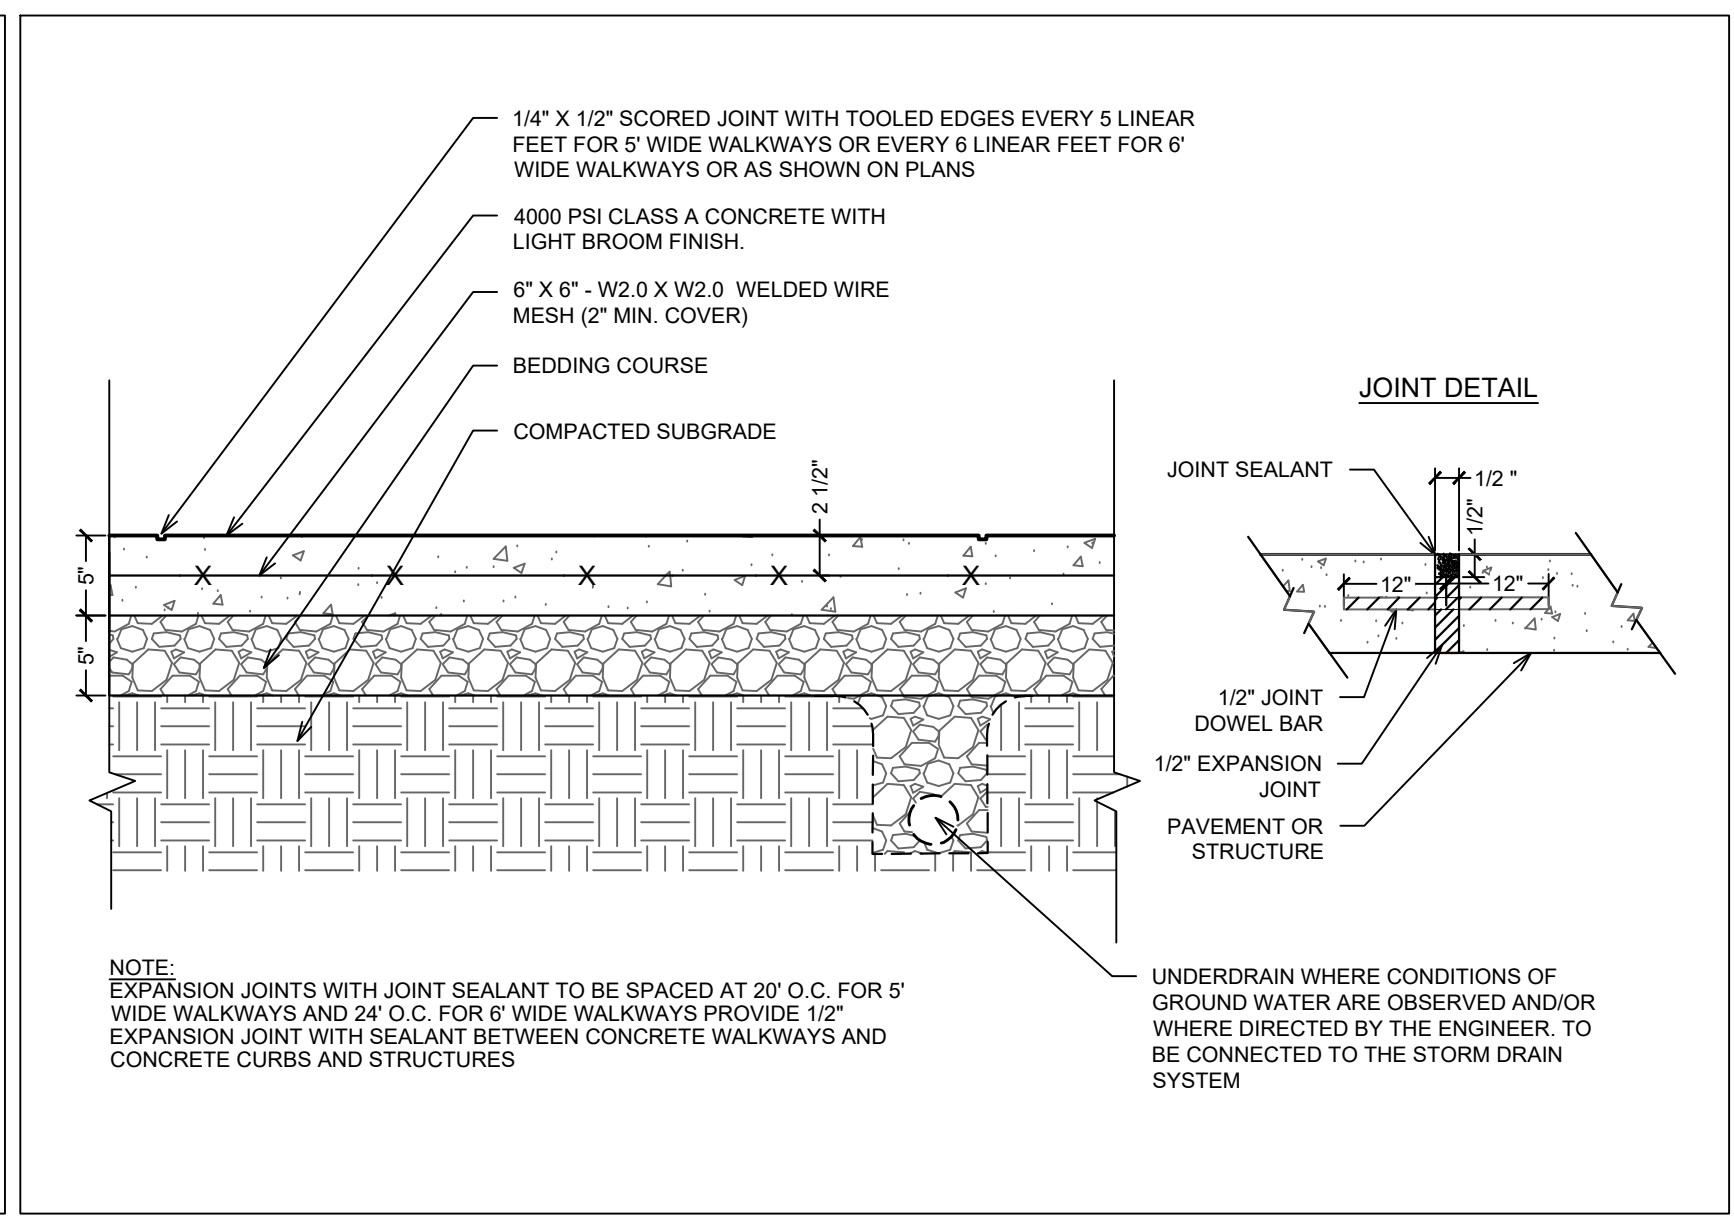 1/4" X 1/2" SCORED JOINT WITH TOOLED EDGES EVERY 5 LINEAR
FEET FOR 5' WIDE WALKWAYS OR EVERY 6 LINEAR FEET FOR 6'
WIDE WALKWAYS OR AS SHOWN ON PLANS
4000 PSI CLASS A CONCRETE WITH
LIGHT BROOM FINISH.
6" X 6" - W2.0 X W2.0 WELDED WIRE
MESH (2" MIN. COVER)
BEDDING COURSE
COMPACTED SUBGRADE
2 1/2"
5"
5"
JOINT DETAIL
JOINT SEALANT
1/2 "
1/2"
12"
12"
1/2" JOINT
DOWEL BAR
1/2" EXPANSION
JOINT
PAVEMENT OR
STRUCTURE
NOTE:
EXPANSION JOINTS WITH JOINT SEALANT TO BE SPACED AT 20' O.C. FOR 5'
WIDE WALKWAYS AND 24' O.C. FOR 6' WIDE WALKWAYS PROVIDE 1/2"
EXPANSION JOINT WITH SEALANT BETWEEN CONCRETE WALKWAYS AND
CONCRETE CURBS AND STRUCTURES
UNDERDRAIN WHERE CONDITIONS OF
GROUND WATER ARE OBSERVED AND/OR
WHERE DIRECTED BY THE ENGINEER. TO
BE CONNECTED TO THE STORM DRAIN
SYSTEM